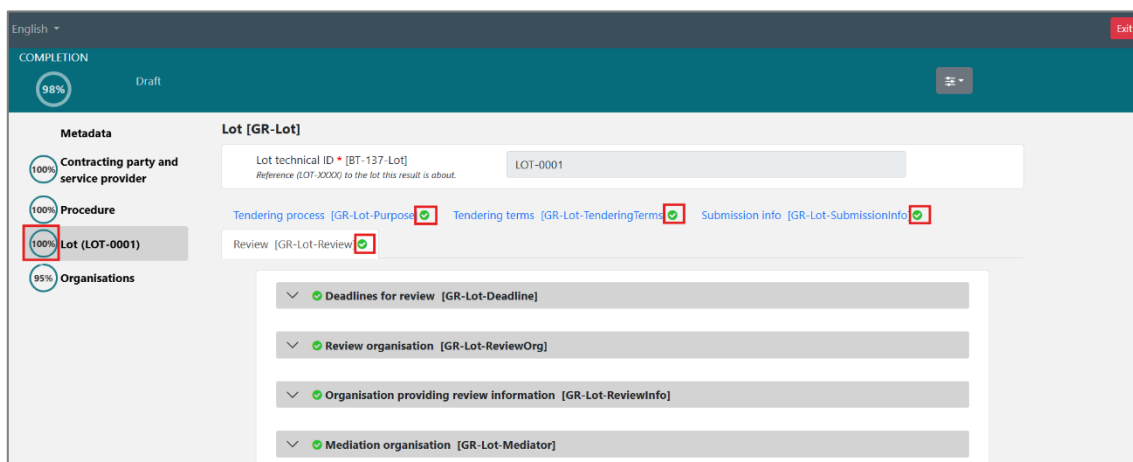 English
Exit
COMPLETION
98%
Draft
Metadata
100% Contracting party and service provider
100% Procedure
100% Lot (LOT-0001)
95% Organisations
Lot [GR-Lot]
Lot technical ID * [BT-137-Lot]
Reference (LOT-XXXX) to the lot this result is about.
LOT-0001
Tendering process [GR-Lot-Purpose Tendering terms [GR-Lot-TenderingTerms Submission info [GR-Lot-SubmissionInfo]
Review [GR-Lot-Review
Deadlines for review [GR-Lot-Deadline]
Review organisation [GR-Lot-ReviewOrg]
Organisation providing review information [GR-Lot-ReviewInfo]
Mediation organisation [GR-Lot-Mediator]